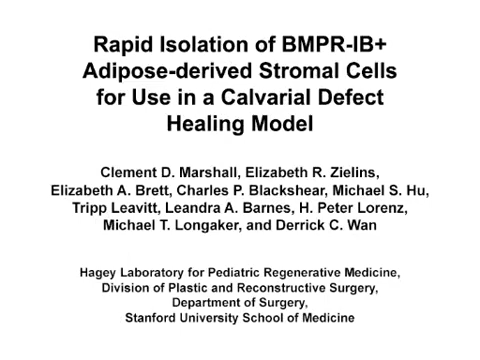 Rapid Isolation of BMPR-IB+
Adipose-derived Stromal Cells
for Use in a Calvarial Defect
Healing Model
Clement D. Marshall, Elizabeth R. Zielins,
Elizabeth A. Brett, Charles P. Blackshear, Michael S. Hu,
Tripp Leavitt, Leandra A. Barnes, H. Peter Lorenz,
Michael T. Longaker, and Derrick C. Wan
Hagey Laboratory for Pediatric Regenerative Medicine,
Division of Plastic and Reconstructive Surgery,
Department of Surgery,
Stanford University School of Medicine